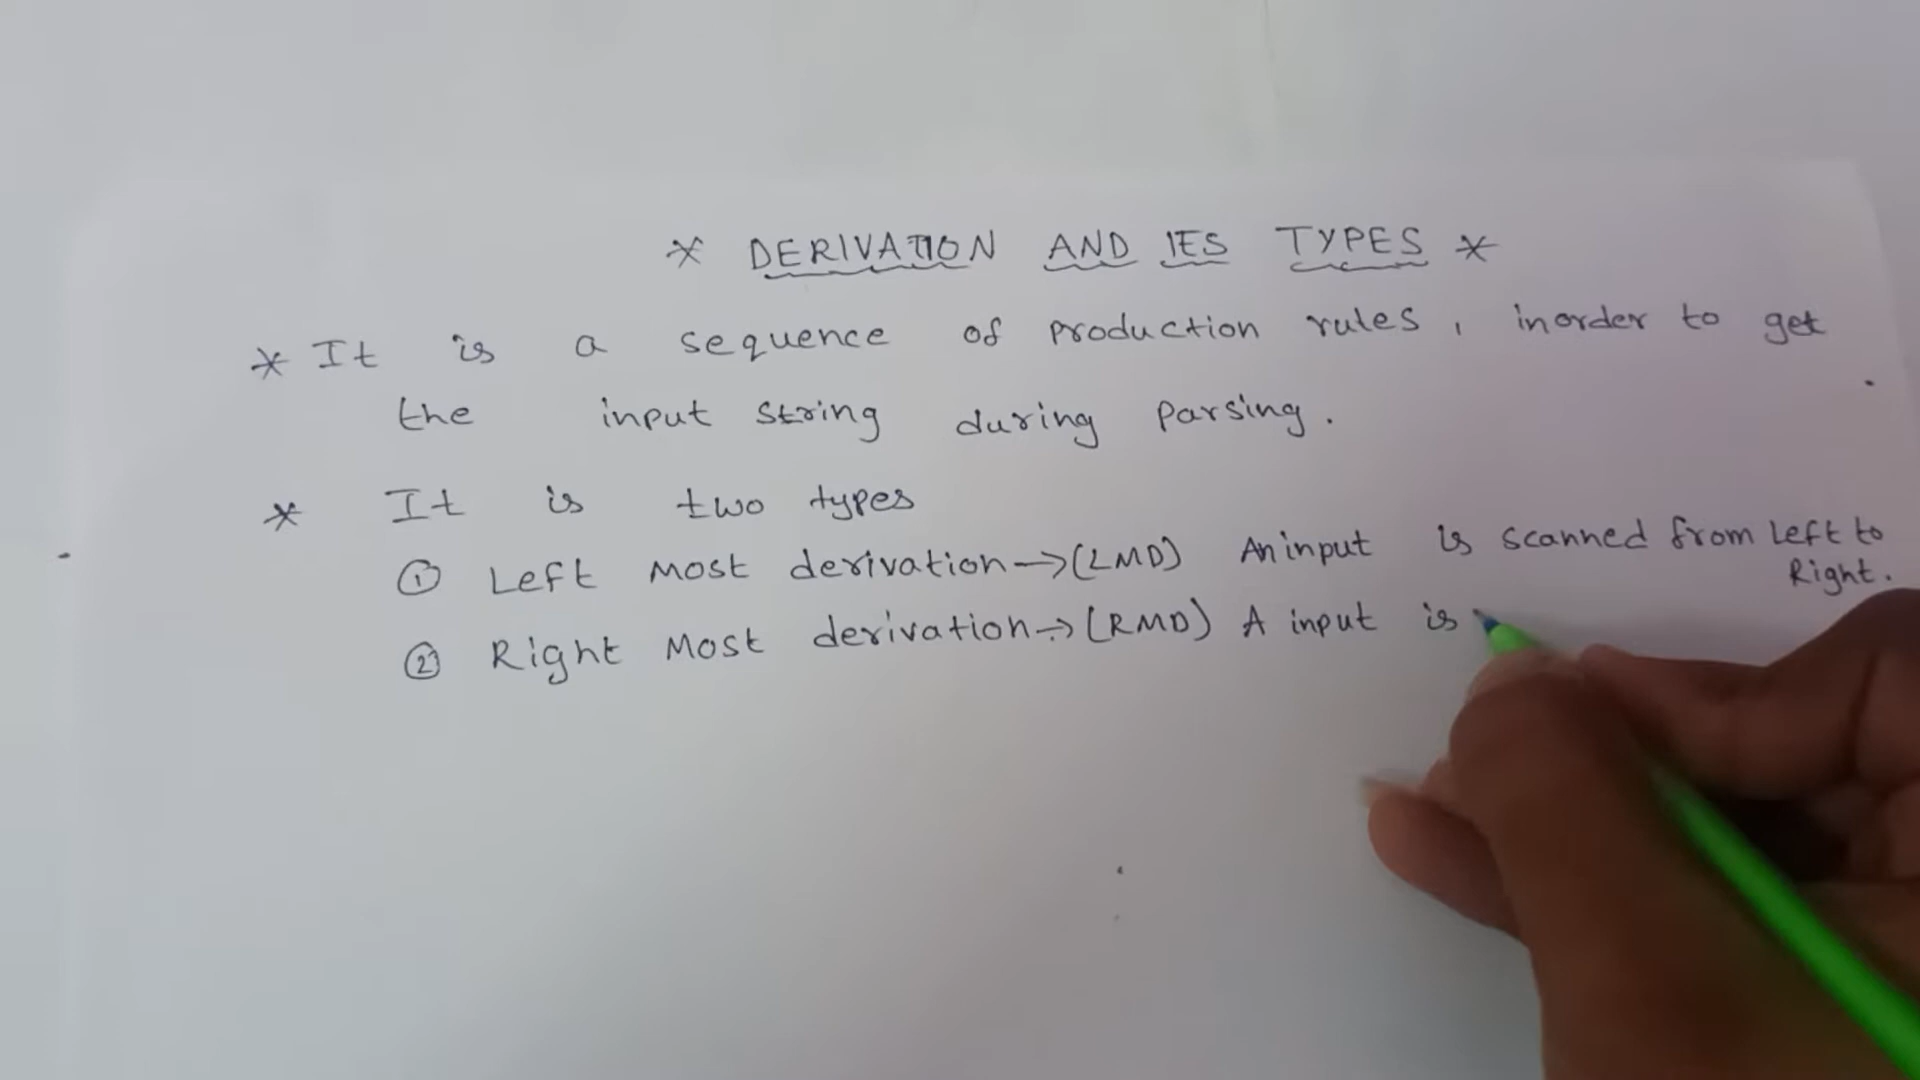 * DERIVATION AND ITS TYPES *
* It is a sequence of production rules, inorder to get
the input string during parsing.
* It is two types
① Left most derivation → (LMD) An input is scanned from Left to
Right.
② Right Most derivation → (RMD) A input is